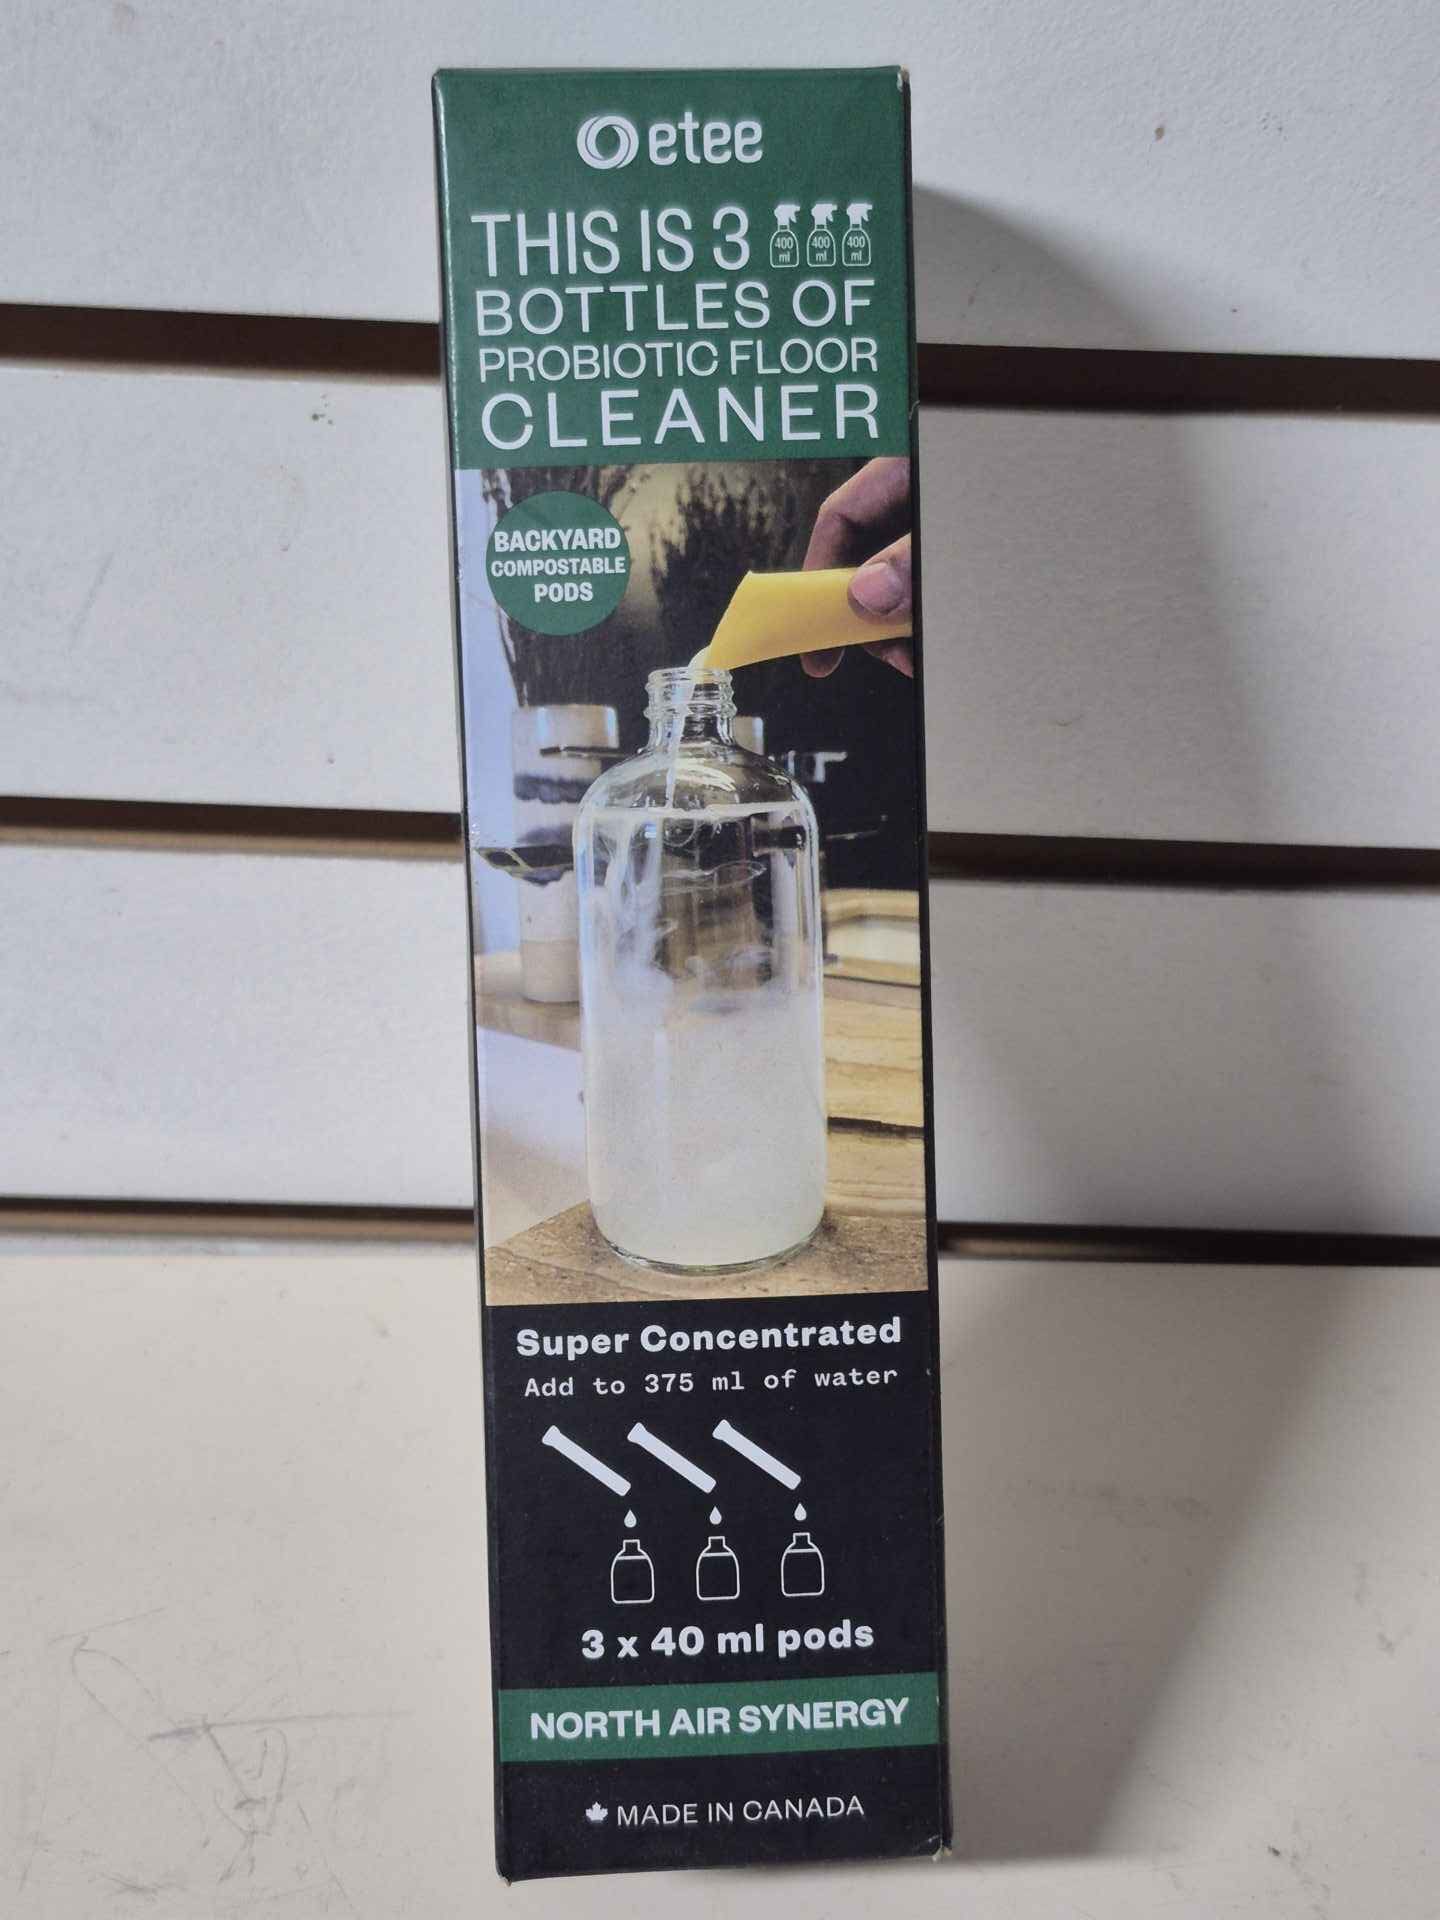 etee
THIS IS 3
400 ml 400 ml 400 ml
BOTTLES OF
PROBIOTIC FLOOR
CLEANER
BACKYARD
COMPOSTABLE
PODS
Super Concentrated
Add to 375 ml of water
3 x 40 ml pods
NORTH AIR SYNERGY
MADE IN CANADA